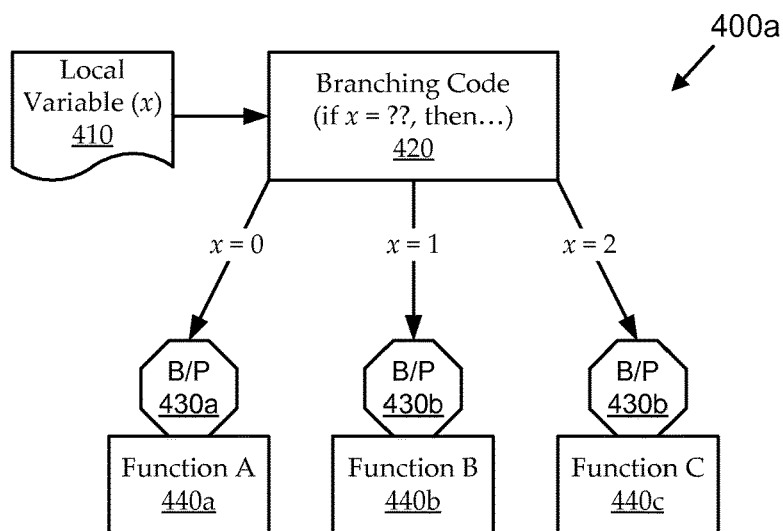 400a
Local
Variable (x)
410
Branching Code
(if x = ??, then…)
420
x = 0
x = 1
x = 2
B/P
430a
B/P
430b
B/P
430b
Function A
440a
Function B
440b
Function C
440c